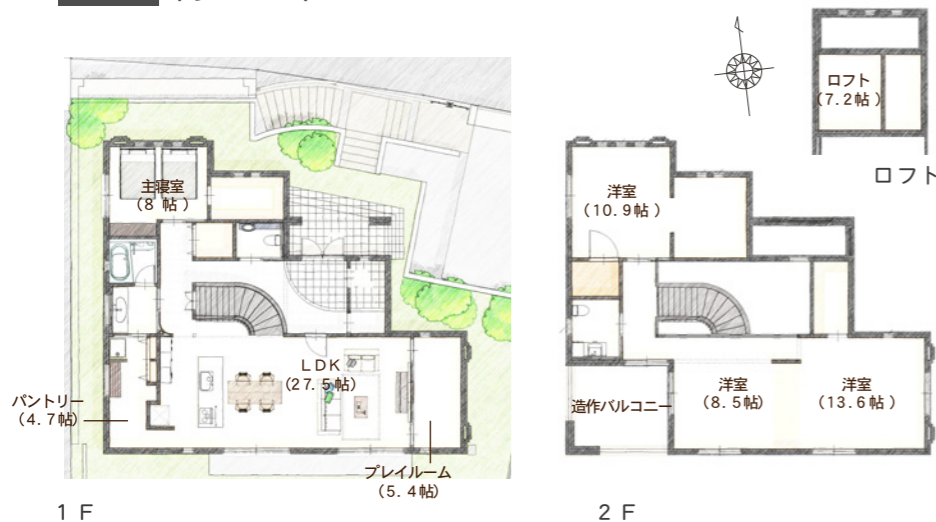 主寝室
（8 帖）
LDK
（27.5帖）
パントリー
（4.7帖）
プレイルーム
（5.4帖）
1F
ロフト
（7.2帖）
ロフト
洋室
（10.9帖）
洋室
（8.5帖）
洋室
（13.6帖）
造作バルコニー
2F